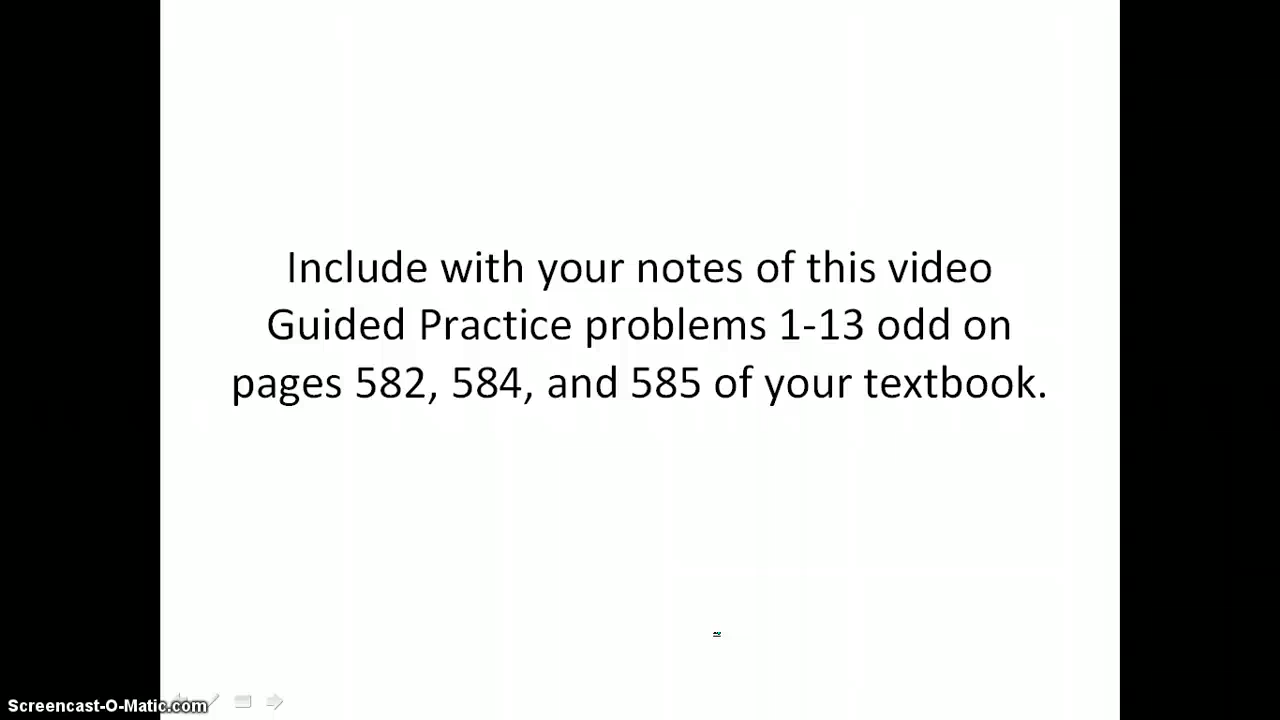 Include with your notes of this video
Guided Practice problems 1-13 odd on
pages 582, 584, and 585 of your textbook.
Screencast-O-Matic.com